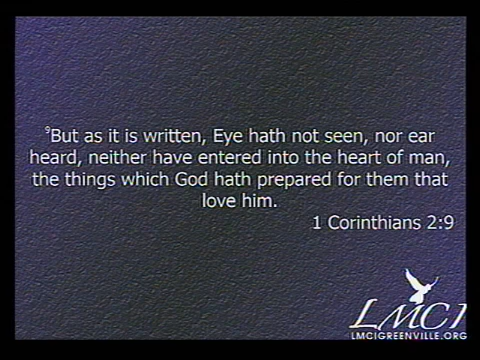 ⁹But as it is written, Eye hath not seen, nor ear
heard, neither have entered into the heart of man,
the things which God hath prepared for them that
love him.
1 Corinthians 2:9
LMCI
LMCIGREENVILLE.ORG